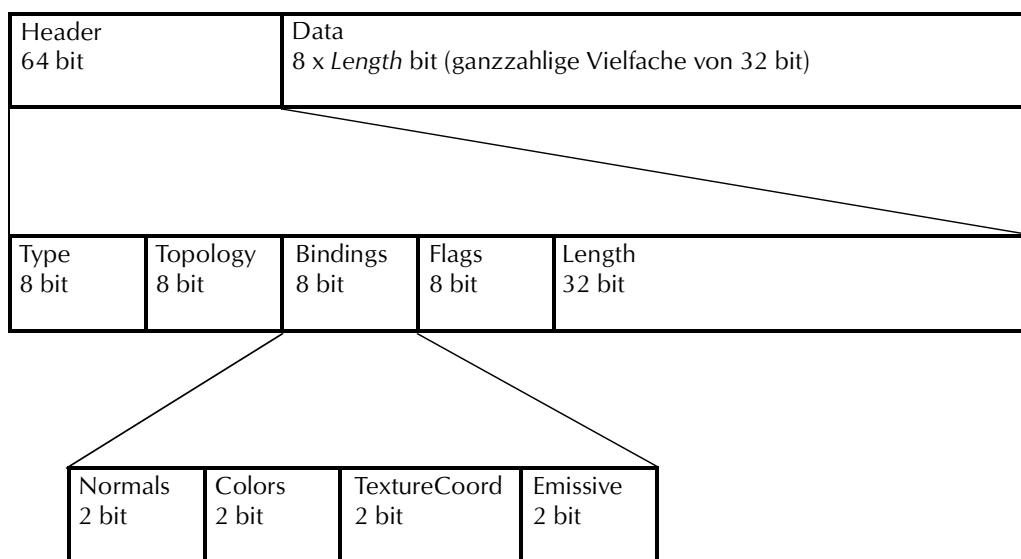 Header
64 bit
Data
8 x Length bit (ganzzahlige Vielfache von 32 bit)
Type
8 bit
Topology
8 bit
Bindings
8 bit
Flags
8 bit
Length
32 bit
Normals
2 bit
Colors
2 bit
TextureCoord
2 bit
Emissive
2 bit